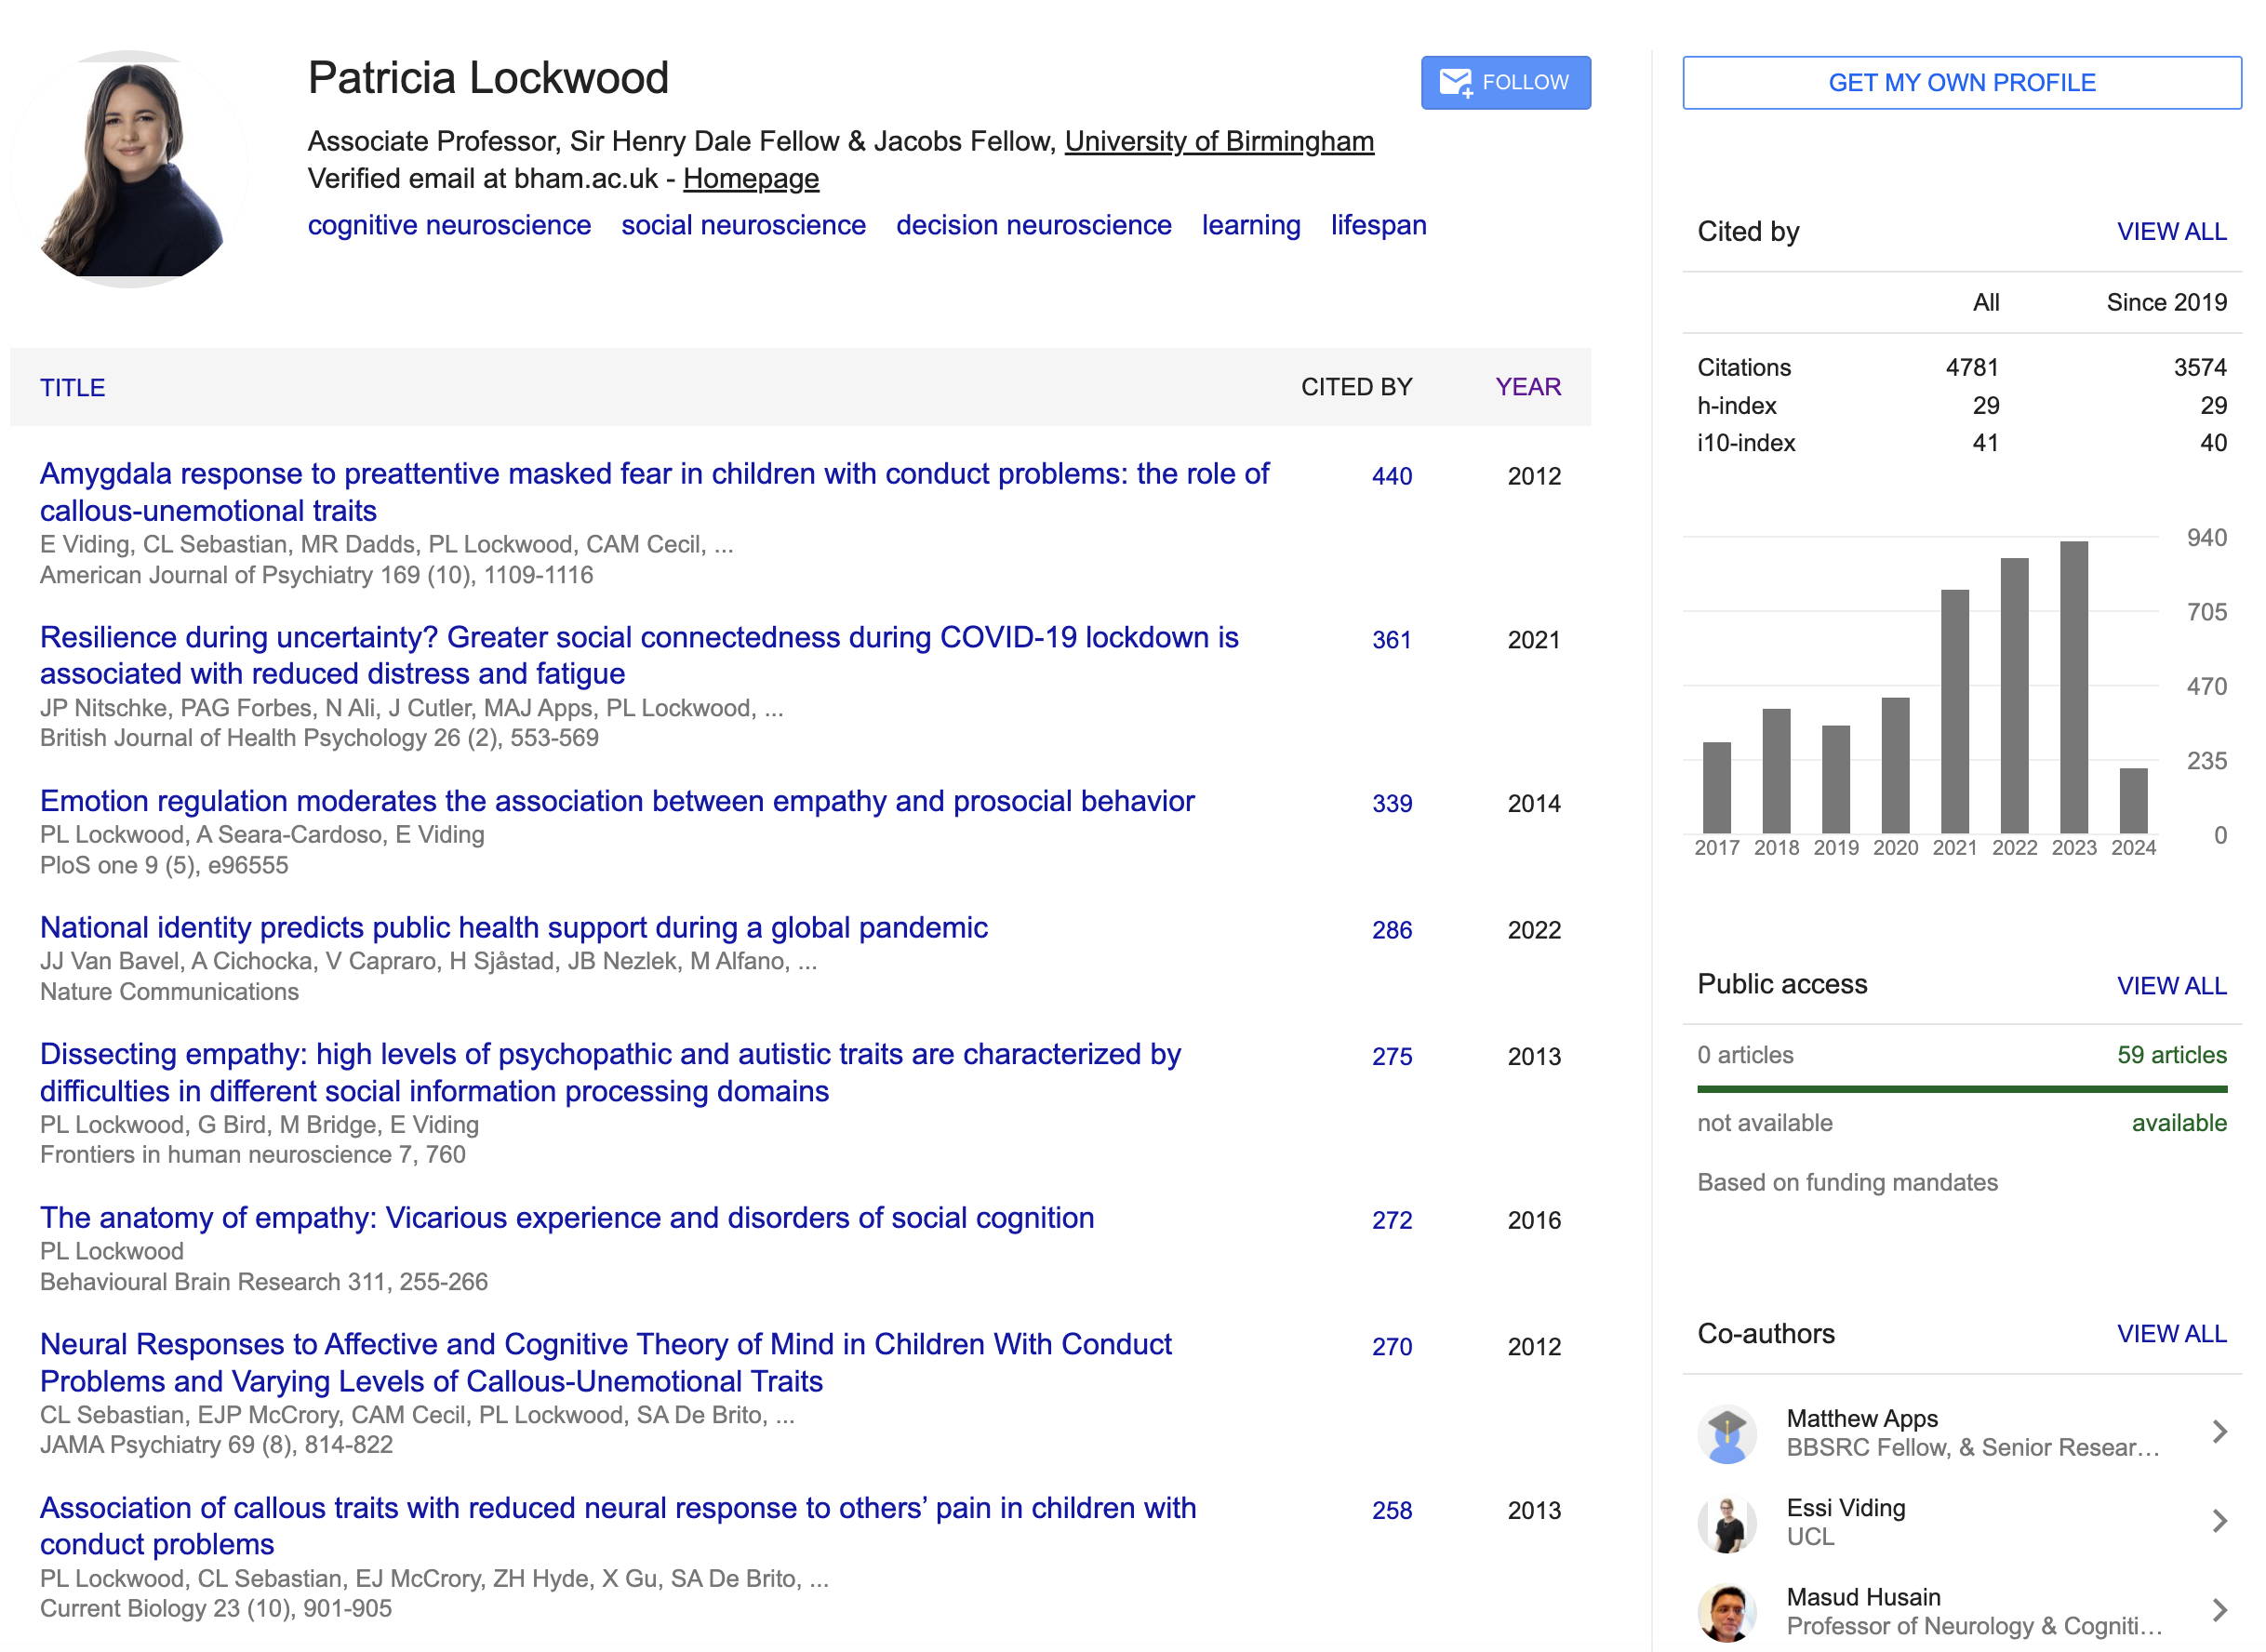 Patricia Lockwood
FOLLOW
Associate Professor, Sir Henry Dale Fellow & Jacobs Fellow, University of Birmingham
Verified email at bham.ac.uk - Homepage
cognitive neuroscience social neuroscience decision neuroscience learning lifespan
TITLE CITED BY YEAR
Amygdala response to preattentive masked fear in children with conduct problems: the role of 440 2012
callous-unemotional traits
E Viding, CL Sebastian, MR Dadds, PL Lockwood, CAM Cecil, ...
American Journal of Psychiatry 169 (10), 1109-1116
Resilience during uncertainty? Greater social connectedness during COVID-19 lockdown is 361 2021
associated with reduced distress and fatigue
JP Nitschke, PAG Forbes, N Ali, J Cutler, MAJ Apps, PL Lockwood, ...
British Journal of Health Psychology 26 (2), 553-569
Emotion regulation moderates the association between empathy and prosocial behavior 339 2014
PL Lockwood, A Seara-Cardoso, E Viding
PloS one 9 (5), e96555
National identity predicts public health support during a global pandemic 286 2022
JJ Van Bavel, A Cichocka, V Capraro, H Sjåstad, JB Nezlek, M Alfano, ...
Nature Communications
Dissecting empathy: high levels of psychopathic and autistic traits are characterized by 275 2013
difficulties in different social information processing domains
PL Lockwood, G Bird, M Bridge, E Viding
Frontiers in human neuroscience 7, 760
The anatomy of empathy: Vicarious experience and disorders of social cognition 272 2016
PL Lockwood
Behavioural Brain Research 311, 255-266
Neural Responses to Affective and Cognitive Theory of Mind in Children With Conduct 270 2012
Problems and Varying Levels of Callous-Unemotional Traits
CL Sebastian, EJP McCrory, CAM Cecil, PL Lockwood, SA De Brito, ...
JAMA Psychiatry 69 (8), 814-822
Association of callous traits with reduced neural response to others’ pain in children with 258 2013
conduct problems
PL Lockwood, CL Sebastian, EJ McCrory, ZH Hyde, X Gu, SA De Brito, ...
Current Biology 23 (10), 901-905
GET MY OWN PROFILE
Cited by VIEW ALL
All Since 2019
Citations 4781 3574
h-index 29 29
i10-index 41 40
940
705
470
235
0
2017 2018 2019 2020 2021 2022 2023 2024
Public access VIEW ALL
0 articles 59 articles
not available available
Based on funding mandates
Co-authors VIEW ALL
Matthew Apps
BBSRC Fellow, & Senior Resear…
Essi Viding
UCL
Masud Husain
Professor of Neurology & Cogniti…